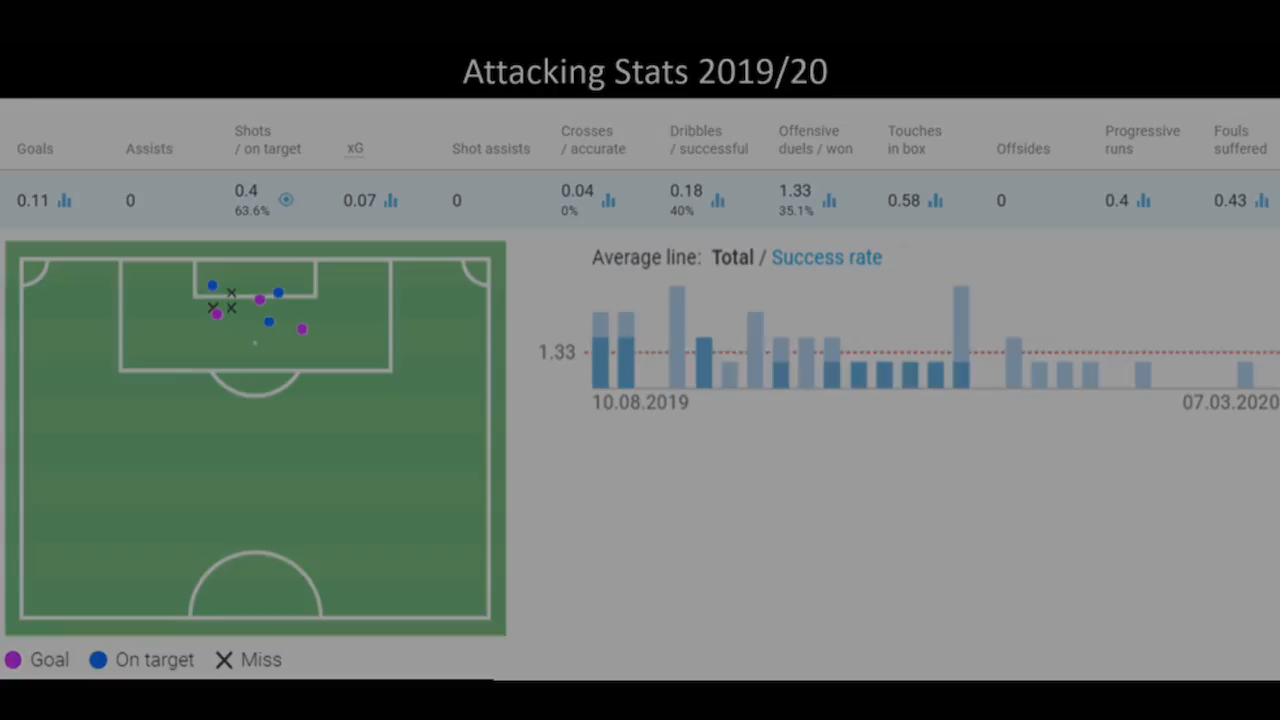 Attacking Stats 2019/20
Goals
Assists
Shots
/ on target
xG
Shot assists
Crosses
/ accurate
Dribbles
/ successful
Offensive
duels / won
Touches
in box
Offsides
Progressive
runs
Fouls
suffered
0.11
0
0.4
63.6%
0.07
0
0.04
0%
0.18
40%
1.33
35.1%
0.58
0
0.4
0.43
Average line: Total / Success rate
1.33
10.08.2019
07.03.2020
Goal
On target
Miss